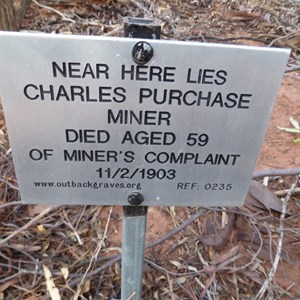 NEAR HERE LIES
CHARLES PURCHASE
MINER
DIED AGED 59
OF MINER'S COMPLAINT
11/2/1903
www.outbackgraves.org REF: 0235